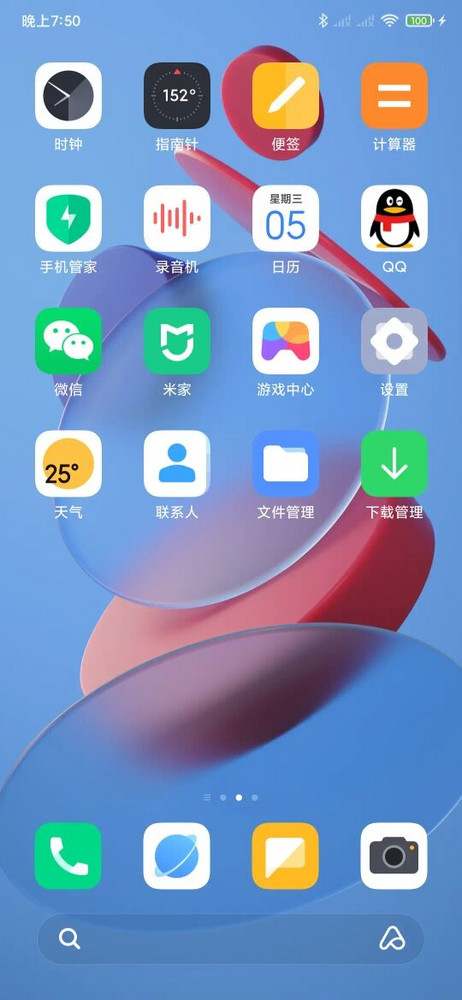 晚上7:50
100
152°
时钟
指南针
便签
计算器
星期三
05
手机管家
录音机
日历
QQ
微信
米家
游戏中心
设置
25°
天气
联系人
文件管理
下载管理